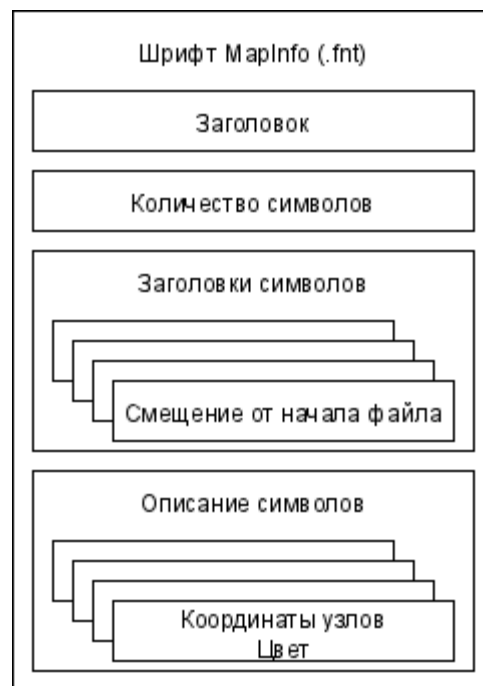 Шрифт MapInfo (.fnt)
Заголовок
Количество символов
Заголовки символов
Смещение от начала файла
Описание символов
Координаты узлов
Цвет